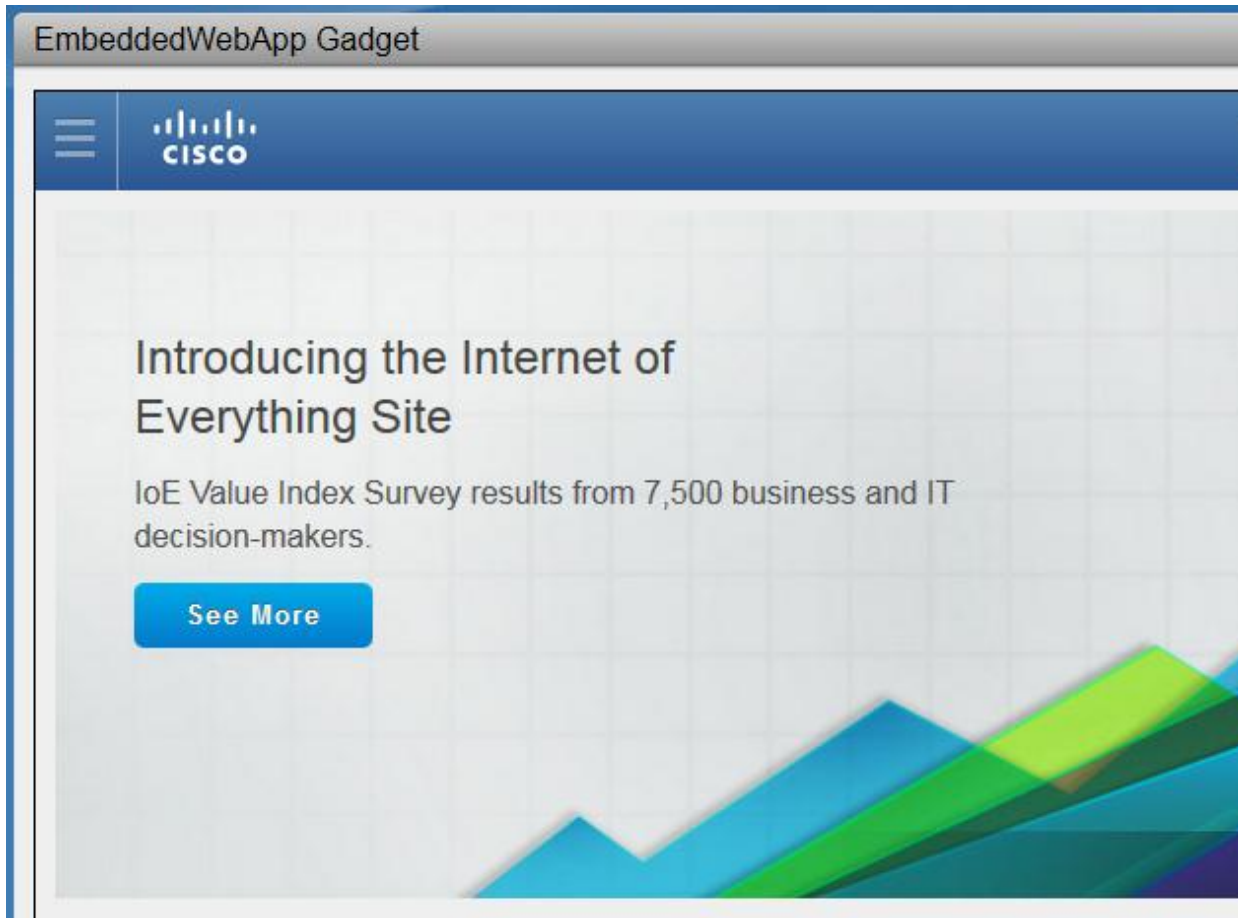 EmbeddedWebApp Gadget
CISCO
Introducing the Internet of
Everything Site
IoE Value Index Survey results from 7,500 business and IT
decision-makers.
See More